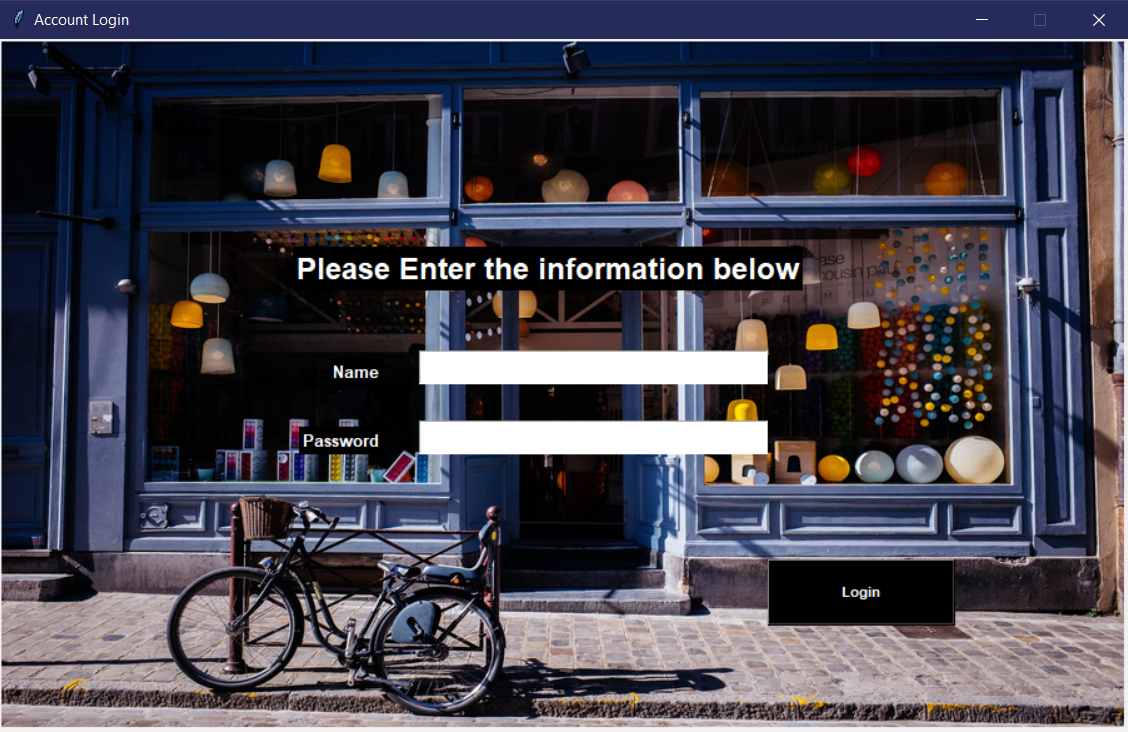 Account Login
Please Enter the information below
Name
Password
Login